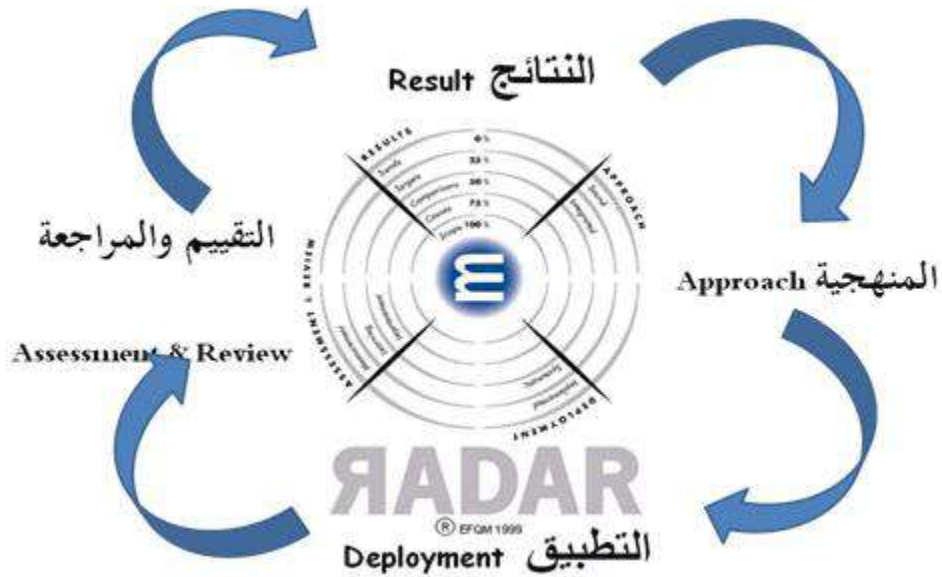 Result النتائج
RESULTS
Trends
Targets
Comparisons
Causes
Scope
0 %
25 %
50 %
75 %
100 %
APPROACH
Sound
Integrated
التقييم والمراجعة
Assessment & Review
Approach المنهجية
ASSESSMENT & REVIEW
Measurement
Learning
Improvement
DEPLOYMENT
Systematic
Implemented
RADAR
® EFQM 1999
Deployment التطبيق